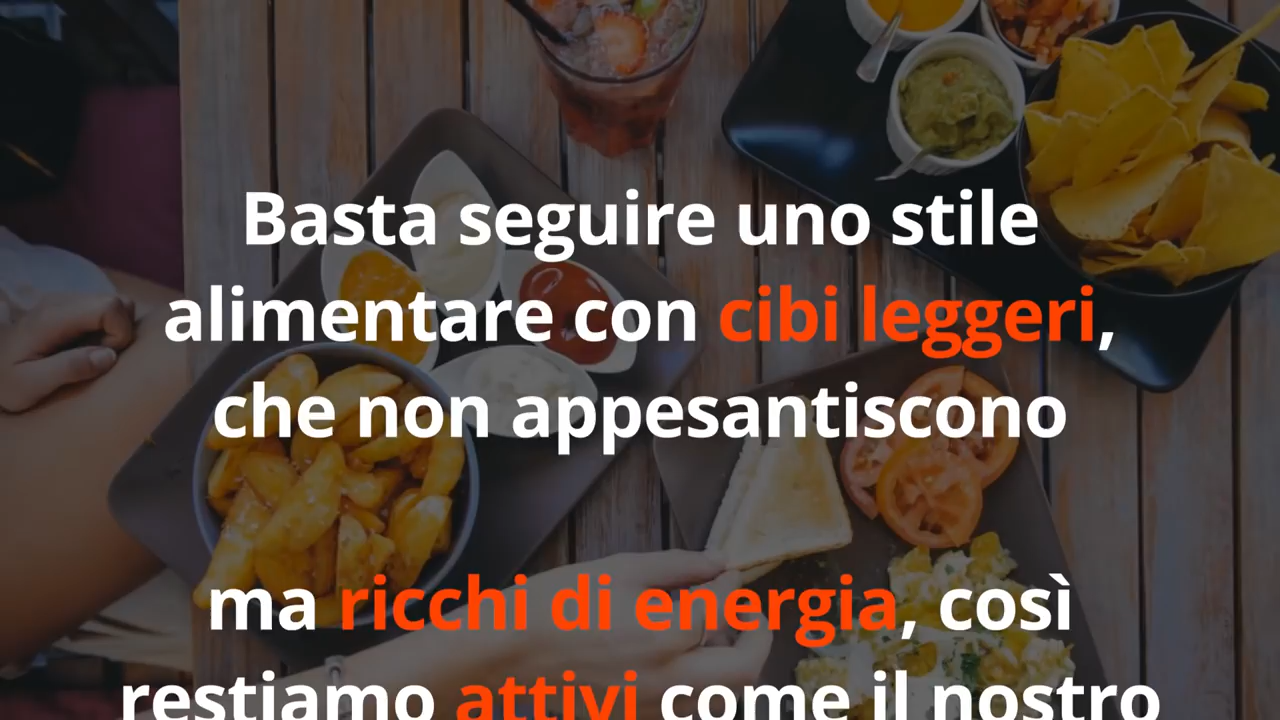 Basta seguire uno stile
alimentare con cibi leggeri,
che non appesantiscono
ma ricchi di energia, così
restiamo attivi come il nostro